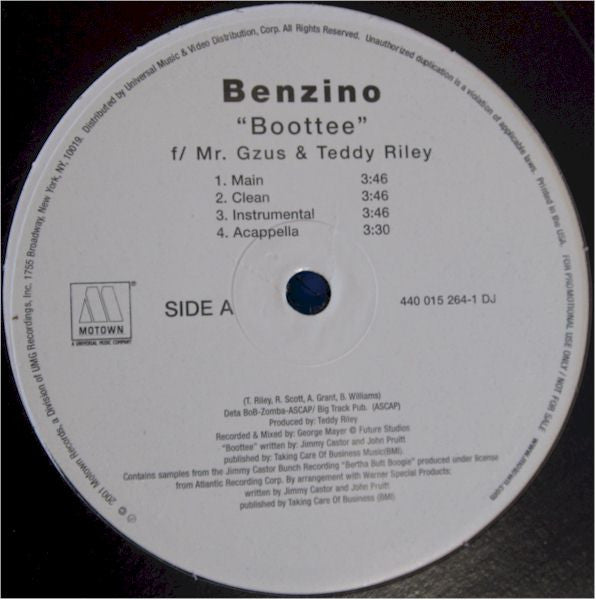 Benzino
“Boottee”
f/ Mr. Gzus & Teddy Riley
1. Main 3:46
2. Clean 3:46
3. Instrumental 3:46
4. Acappella 3:30
M
MOTOWN
®
A UNIVERSAL MUSIC COMPANY
SIDE A
440 015 264-1 DJ
(T. Riley, R. Scott, A. Grant, B. Williams)
Dets BoB-Zomba-ASCAP/ Big Track Pub. (ASCAP)
Produced by: Teddy Riley
Recorded & Mixed by: George Mayer @ Future Studios
"Boottee" written by: Jimmy Castor and John Pruitt
published by: Taking Care Of Business Music(BMI).
Contains samples from the Jimmy Castor Bunch Recording "Bertha Butt Boogie" produced under license
from Atlantic Recording Corp. By arrangement with Warner Special Products;
written by Jimmy Castor and John Pruitt
published by Taking Care Of Business (BMI).
℗ © 2001 Motown Records, a Division of UMG Recordings, Inc. 1755 Broadway, New York, NY, 10019. Distributed by Universal Music & Video Distribution, Corp. All Rights Reserved. Unauthorized duplication is a violation of applicable laws. Printed in the USA. FOR PROMOTIONAL USE ONLY / NOT FOR SALE.